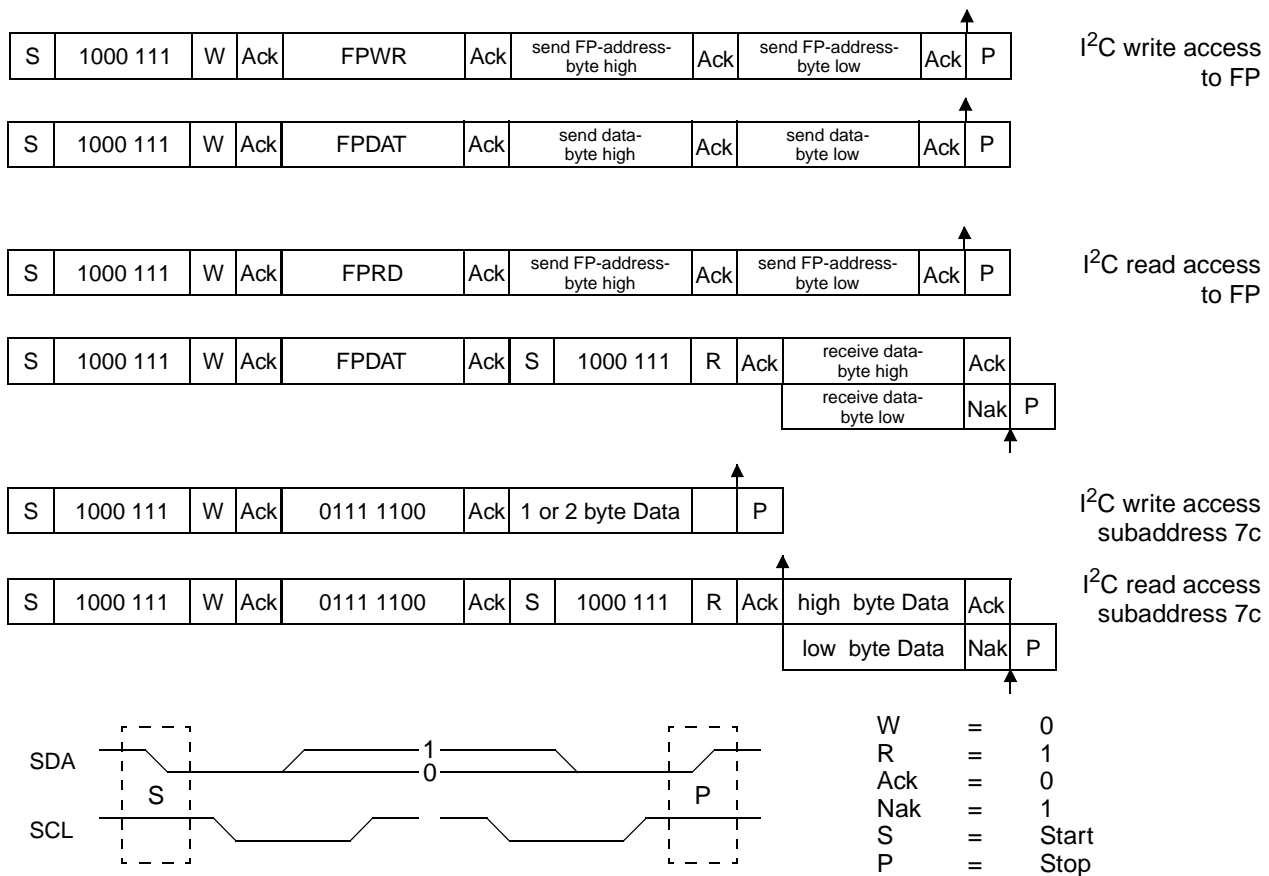 S 1000 111 W Ack FPWR Ack send FP-address-byte high Ack send FP-address-byte low Ack P
I2C write access
to FP
S 1000 111 W Ack FPDAT Ack send data-byte high Ack send data-byte low Ack P
S 1000 111 W Ack FPRD Ack send FP-address-byte high Ack send FP-address-byte low Ack P
I2C read access
to FP
S 1000 111 W Ack FPDAT Ack S 1000 111 R Ack receive data-byte high Ack
receive data-byte low Nak P
S 1000 111 W Ack 0111 1100 Ack 1 or 2 byte Data P
I2C write access
subaddress 7c
S 1000 111 W Ack 0111 1100 Ack S 1000 111 R Ack high byte Data Ack
I2C read access
subaddress 7c
low byte Data Nak P
SDA 1
0
S P
SCL
W = 0
R = 1
Ack = 0
Nak = 1
S = Start
P = Stop